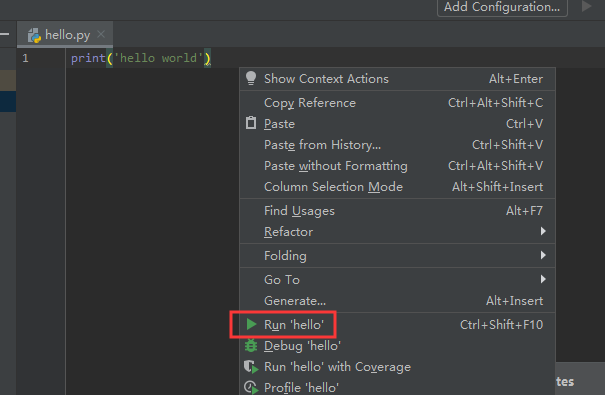 Add Configuration...
hello.py
1 print('hello world')
Show Context Actions Alt+Enter
Copy Reference Ctrl+Alt+Shift+C
Paste Ctrl+V
Paste from History... Ctrl+Shift+V
Paste without Formatting Ctrl+Alt+Shift+V
Column Selection Mode Alt+Shift+Insert
Find Usages Alt+F7
Refactor
Folding
Go To
Generate... Alt+Insert
Run 'hello' Ctrl+Shift+F10
Debug 'hello'
Run 'hello' with Coverage
tes
Profile 'hello'